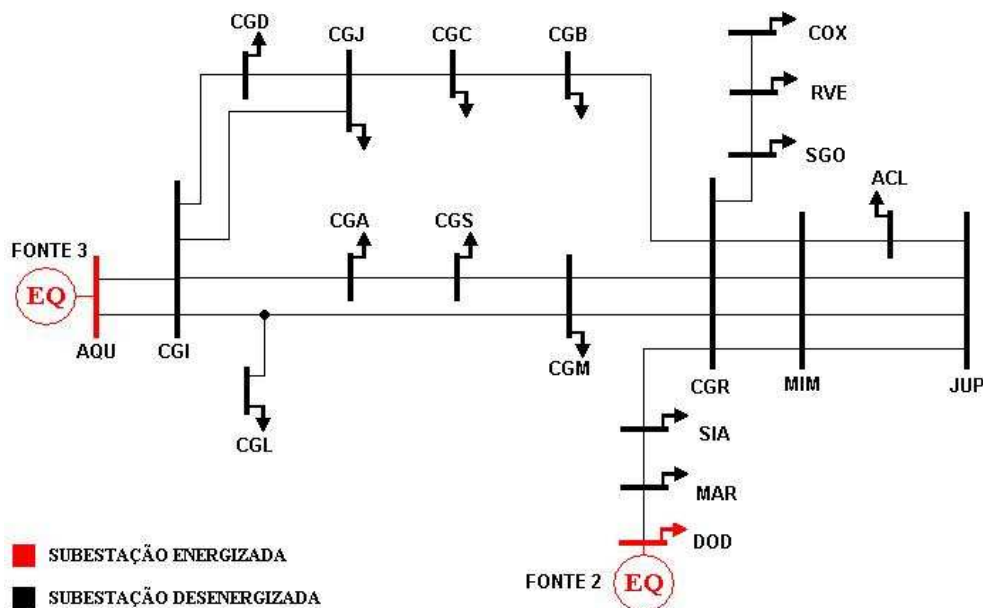 CGD
CGJ
CGC
CGB
COX
RVE
SGO
ACL
CGA
CGS
FONTE 3
EQ
AQU
CGI
CGM
CGR
MIM
JUP
CGL
SIA
MAR
DOD
FONTE 2
EQ
SUBESTAÇÃO ENERGIZADA
SUBESTAÇÃO DESENERGIZADA